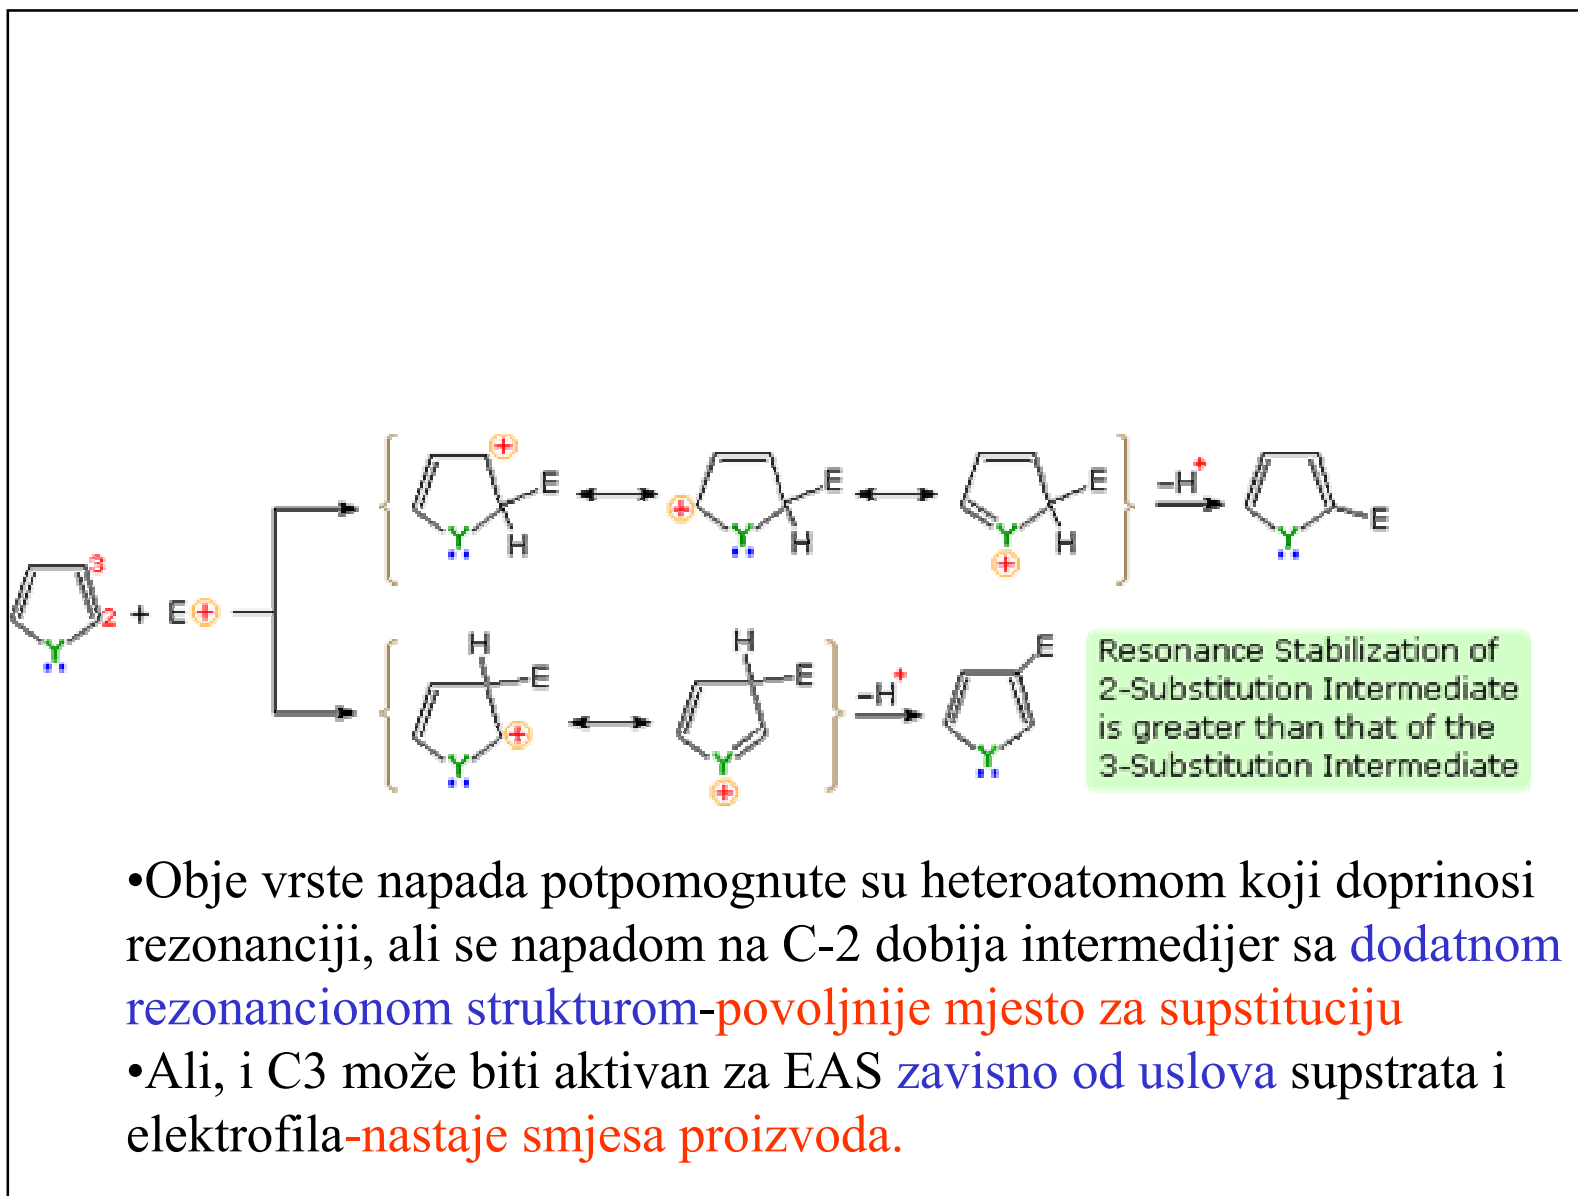 E
E
E
–H+
E
Y
H
Y
H
Y
H
Y
3
2 + E
Y
H
E
H
E
–H+
E
Y
Y
Y
Resonance Stabilization of
2-Substitution Intermediate
is greater than that of the
3-Substitution Intermediate
•Obje vrste napada potpomognute su heteroatomom koji doprinosi
rezonanciji, ali se napadom na C-2 dobija intermedijer sa dodatnom
rezonancionom strukturom-povoljnije mjesto za supstituciju
•Ali, i C3 može biti aktivan za EAS zavisno od uslova supstrata i
elektrofila-nastaje smjesa proizvoda.